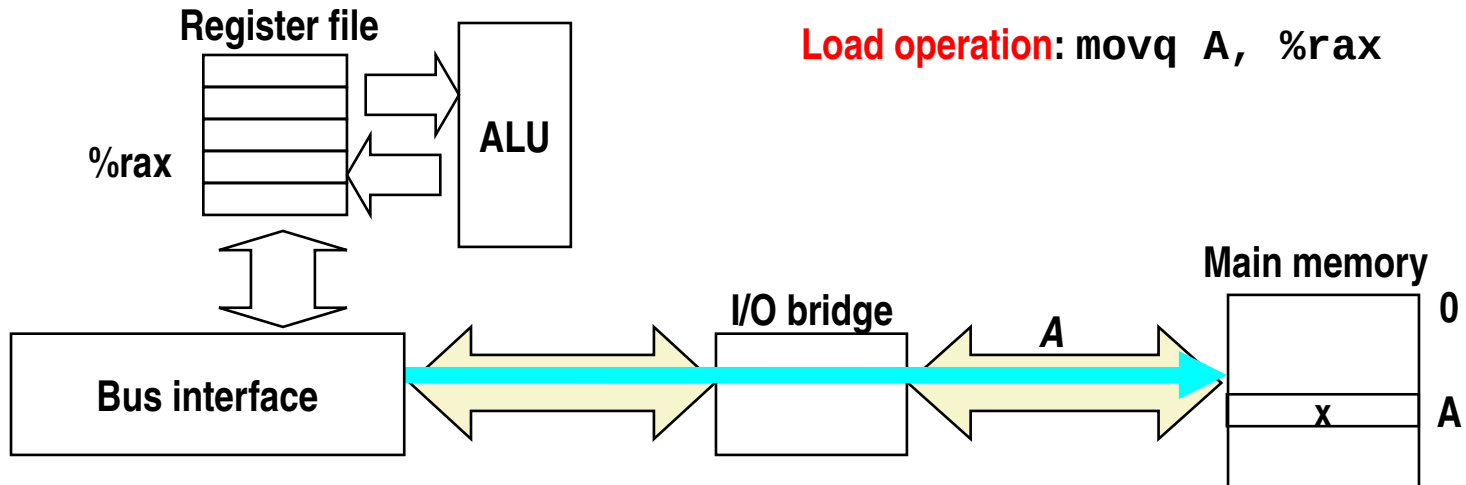 Register file
Load operation: movq A, %rax
ALU
%rax
Main memory
0
I/O bridge
A
Bus interface
x
A